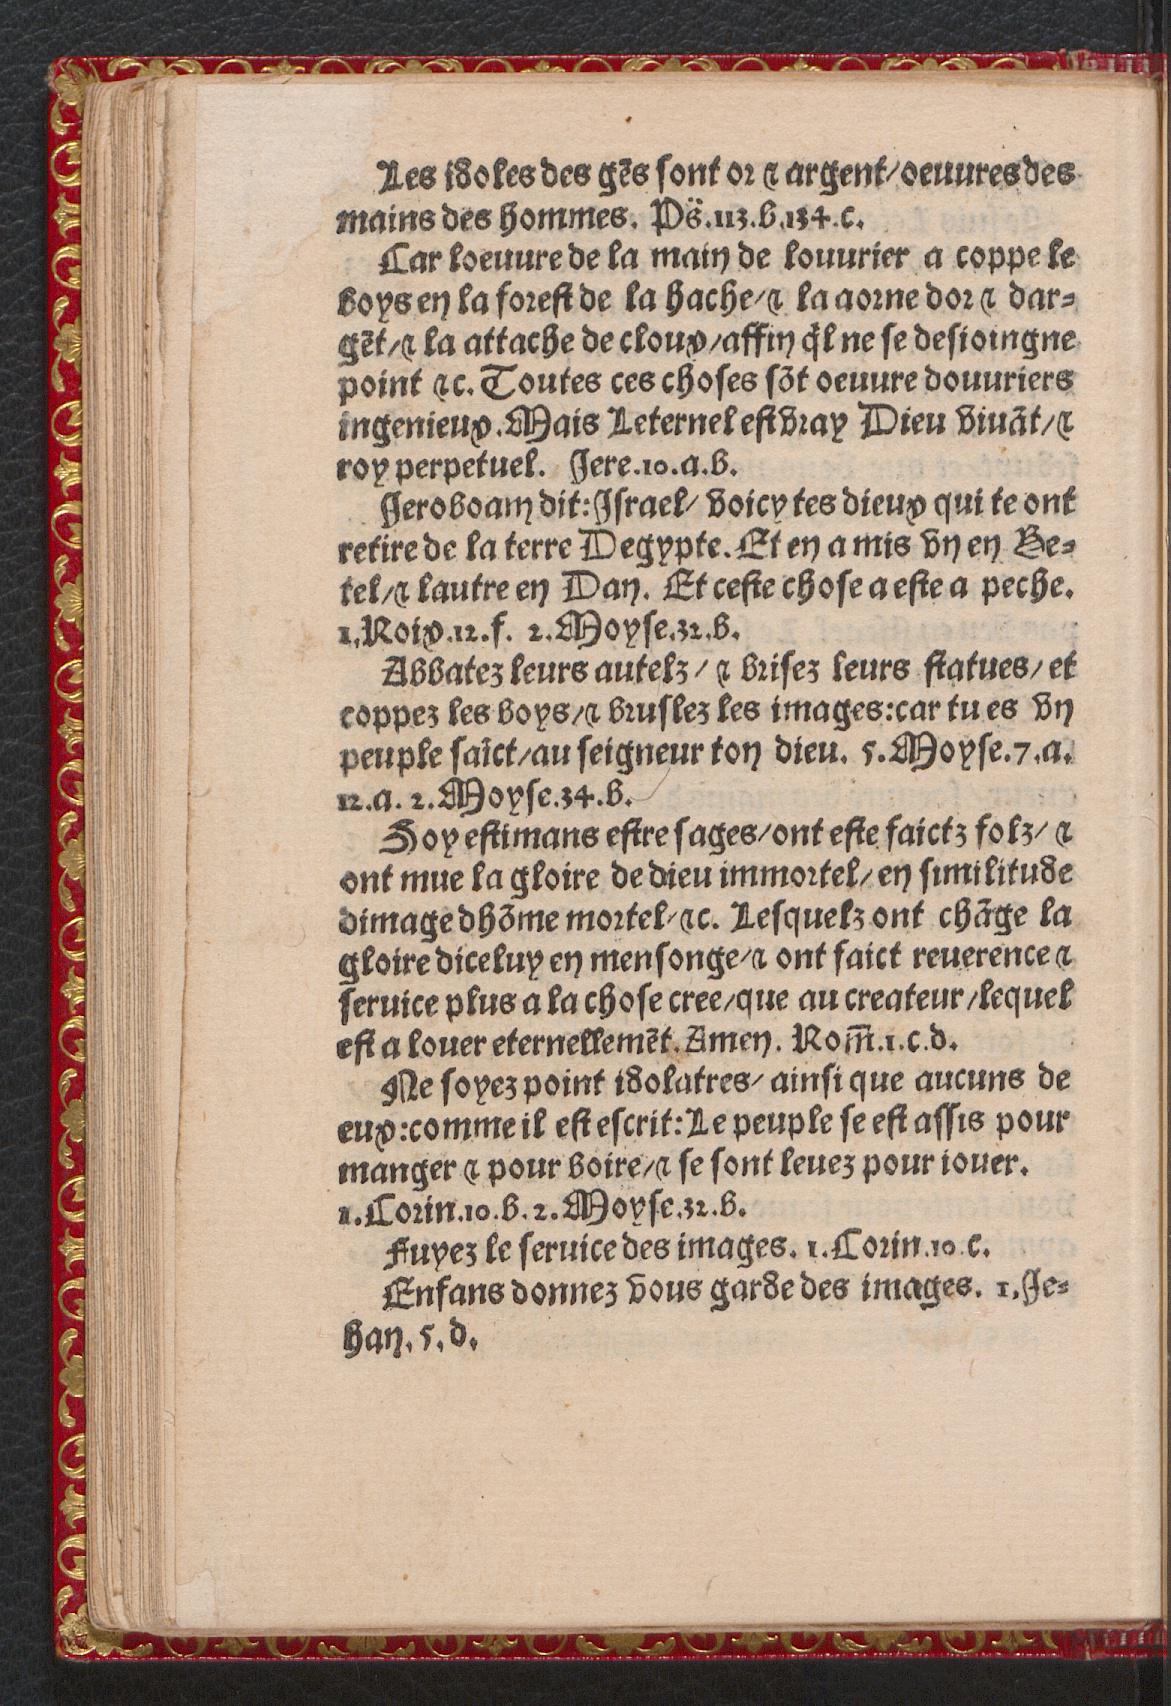 Les idoles des gẽs sont or ⁊ argent/oeuures des
mains des hommes. Ps̈.113.b.134.c.
Car loeuure de la main de louurier a coppe le
boys en la forest de la hache/⁊ la aorne dor ⁊ dar-
gẽt/⁊ la attache de cloux/affin q̃l ne se desioingne
point ⁊c. Toutes ces choses sõt oeuure douuriers
ingenieux. Mais Leternel est vray Dieu viuãt/⁊
roy perpetuel. Jere.10.a.b.
Jeroboam dit: Israel/ voicy tes dieux qui te ont
retire de la terre Degypte. Et en a mis vn en Be-
tel/⁊ lautre en Dan. Et ceste chose a este a peche.
1.Roix.12.f. 2.Moyse.32.b.
Abbatez leurs autelz/ ⁊ brisez leurs statues/ et
coppez les boys/⁊ bruslez les images:car tu es vn
peuple saĩct/au seigneur ton dieu. 5.Moyse.7.a.
12.a. 2.Moyse.34.b.
Soy estimans estre sages/ont este faictz folz/ ⁊
ont mue la gloire de dieu immortel/en similitude
dimage dhõme mortel/⁊c. Lesquelz ont chãge la
gloire diceluy en mensonge/⁊ ont faict reuerence ⁊
seruice plus a la chose cree/que au createur/lequel
est a louer eternellemẽt. Amen. Rom̃.1.c.d.
Ne soyez point idolatres/ ainsi que aucuns de
eux:comme il est escrit: Le peuple se est assis pour
manger ⁊ pour boire/⁊ se sont leuez pour iouer.
1.Corin.10.b. 2.Moyse.32.b.
Fuyez le seruice des images. 1.Corin.10.c.
Enfans donnez vous garde des images. 1.Je-
han.5.d.